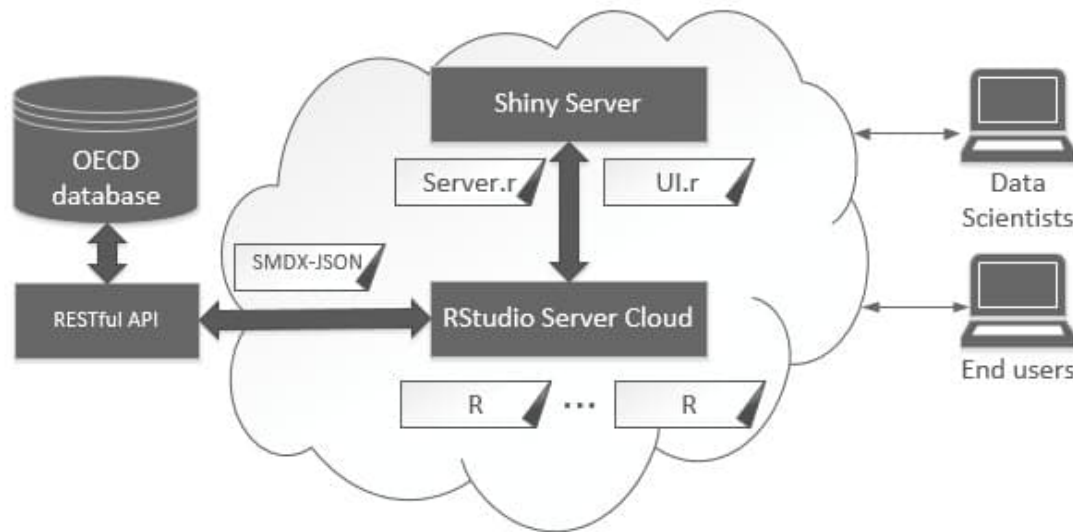 Shiny Server
OECD
database
Server.r
UI.r
Data
Scientists
SMDX-JSON
RESTful API
RStudio Server Cloud
End users
R
...
R